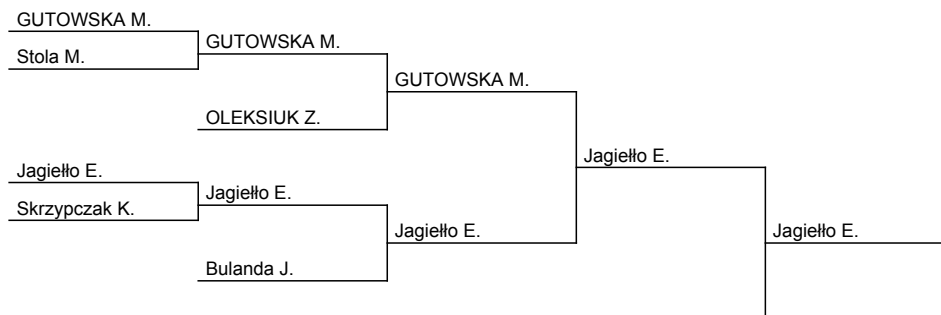 GUTOWSKA M.
Stola M.
GUTOWSKA M.
GUTOWSKA M.
OLEKSIUK Z.
Jagiełło E.
Jagiełło E.
Skrzypczak K.
Jagiełło E.
Jagiełło E.
Jagiełło E.
Bulanda J.